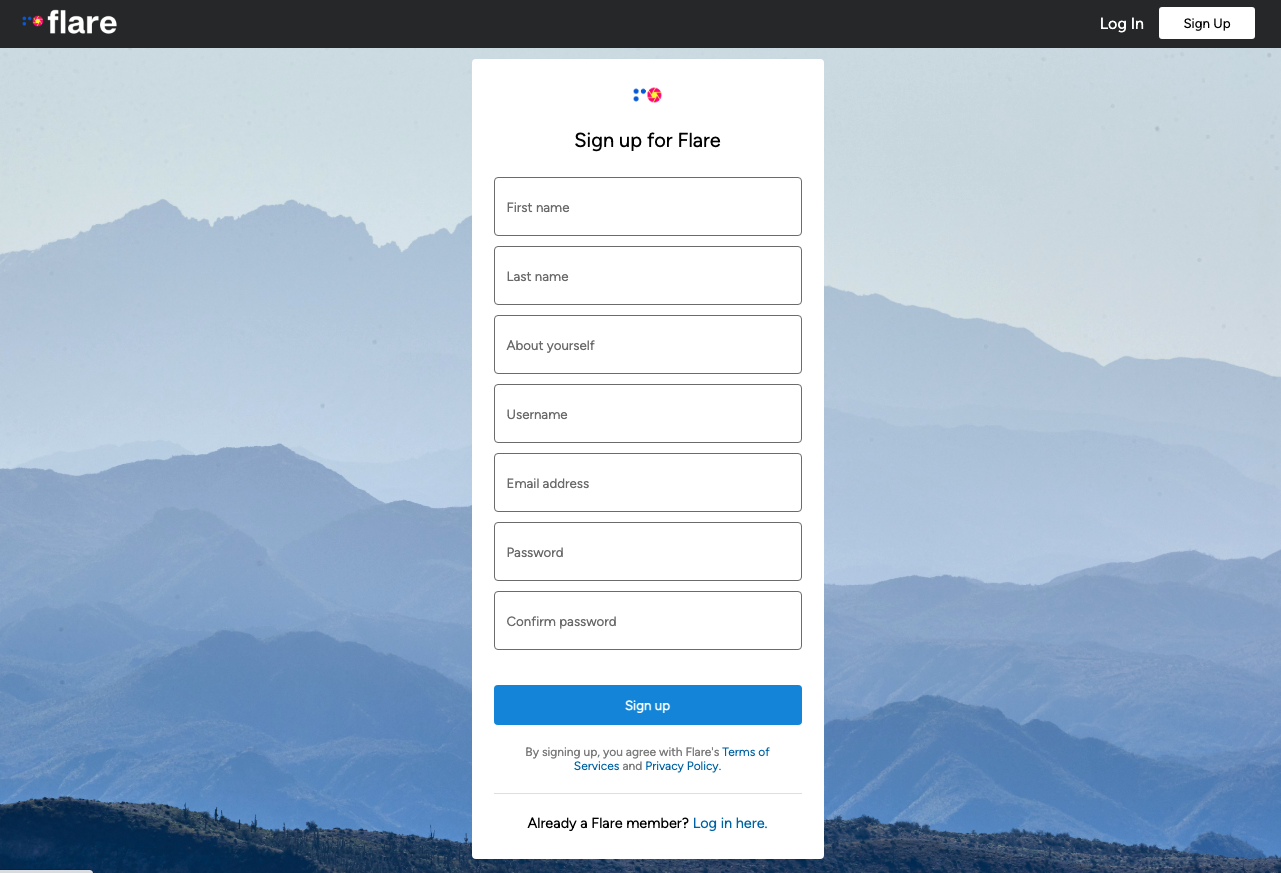 flare
Log In
Sign Up
Sign up for Flare
First name
Last name
About yourself
Username
Email address
Password
Confirm password
Sign up
By signing up, you agree with Flare's Terms of
Services and Privacy Policy.
Already a Flare member? Log in here.